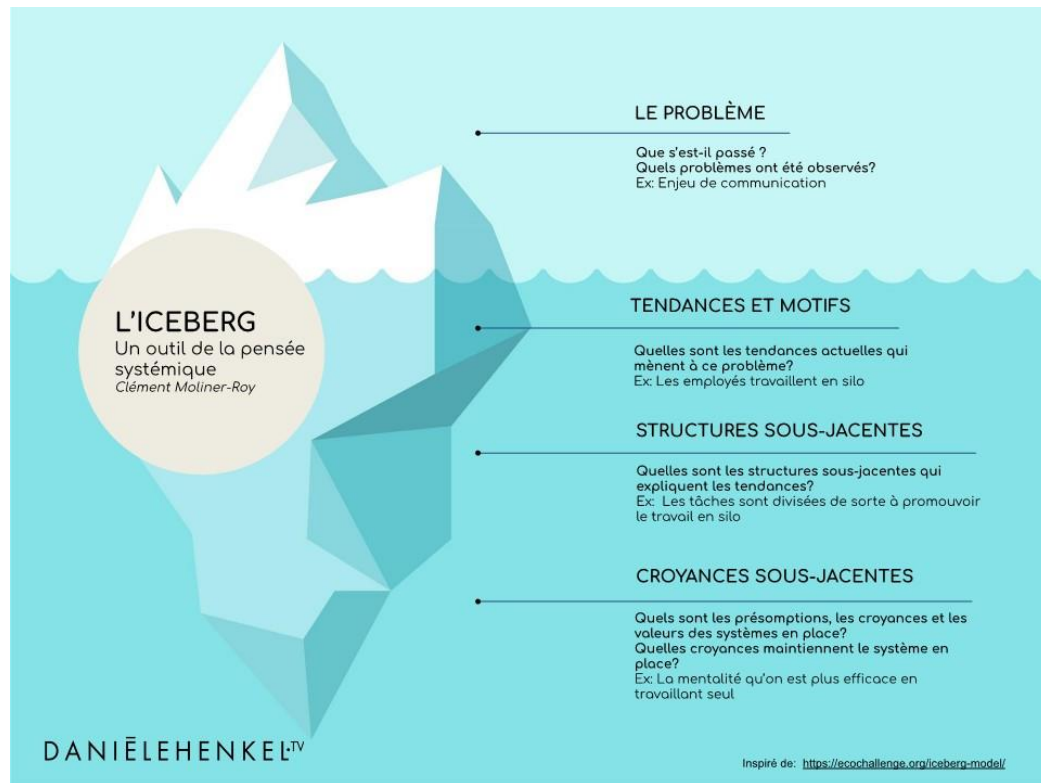 LE PROBLÈME
Que s'est-il passé ?
Quels problèmes ont été observés?
Ex: Enjeu de communication
L'ICEBERG
Un outil de la pensée
systémique
Clément Moliner-Roy
TENDANCES ET MOTIFS
Quelles sont les tendances actuelles qui
mènent à ce problème?
Ex: Les employés travaillent en silo
STRUCTURES SOUS-JACENTES
Quelles sont les structures sous-jacentes qui
expliquent les tendances?
Ex:  Les tâches sont divisées de sorte à promouvoir
le travail en silo
CROYANCES SOUS-JACENTES
Quels sont les présomptions, les croyances et les
valeurs des systèmes en place?
Quelles croyances maintiennent le système en
place?
Ex: La mentalité qu'on est plus efficace en
travaillant seul
DANIĒLEHENKEL.TV
Inspiré de: https://ecochallenge.org/iceberg-model/